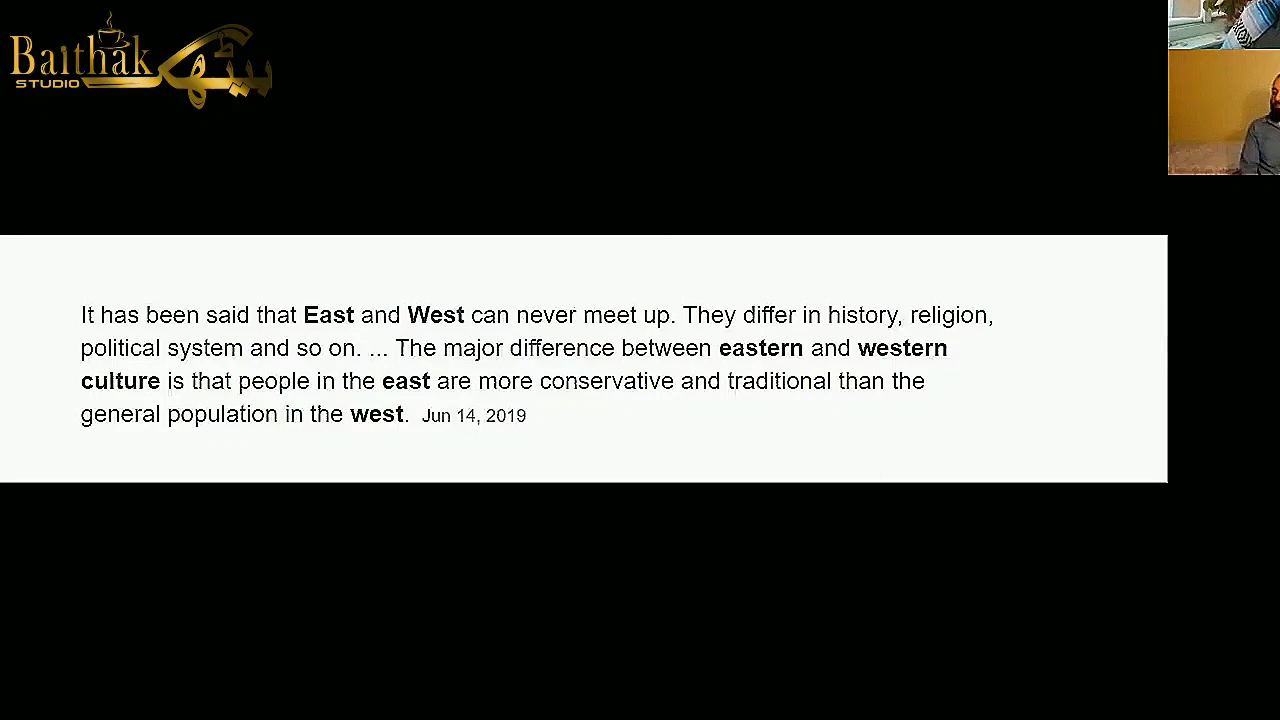 Baithak
STUDIO
بیٹھک
It has been said that East and West can never meet up. They differ in history, religion,
political system and so on. ... The major difference between eastern and western
culture is that people in the east are more conservative and traditional than the
general population in the west. Jun 14, 2019